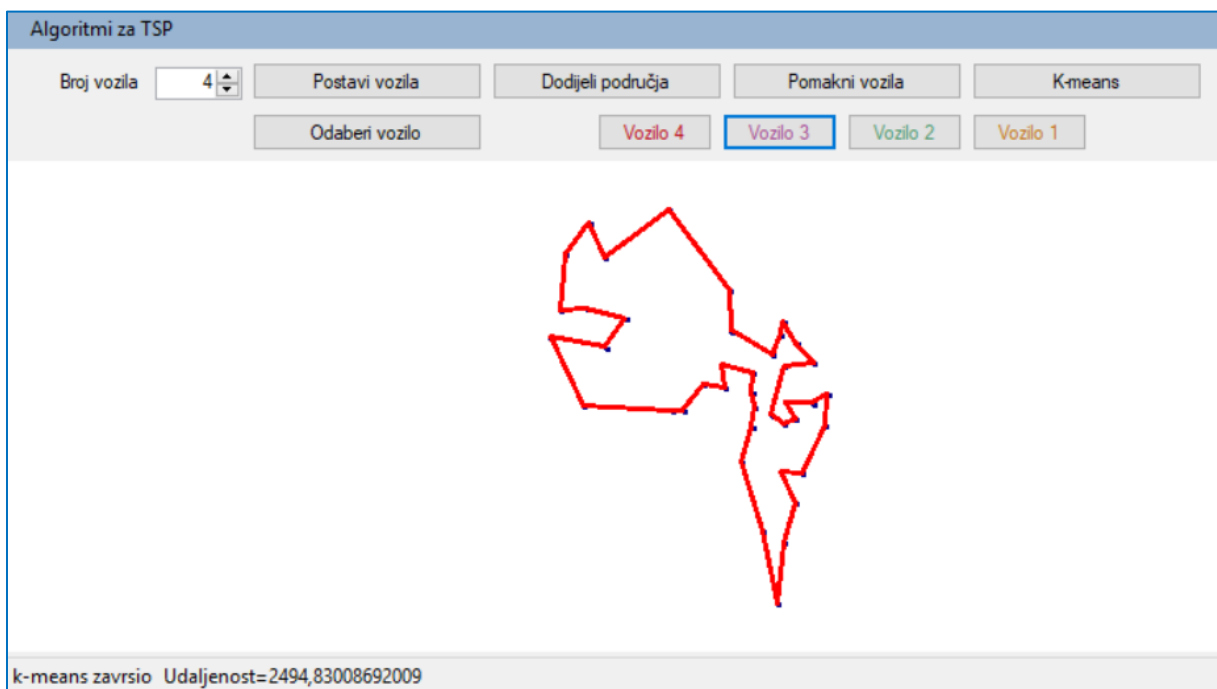 Algoritmi za TSP
Broj vozila 4 Postavi vozila Dodijeli područja Pomakni vozila K-means
Odaberi vozilo Vozilo 4 Vozilo 3 Vozilo 2 Vozilo 1
k-means zavrsio Udaljenost=2494,83008692009